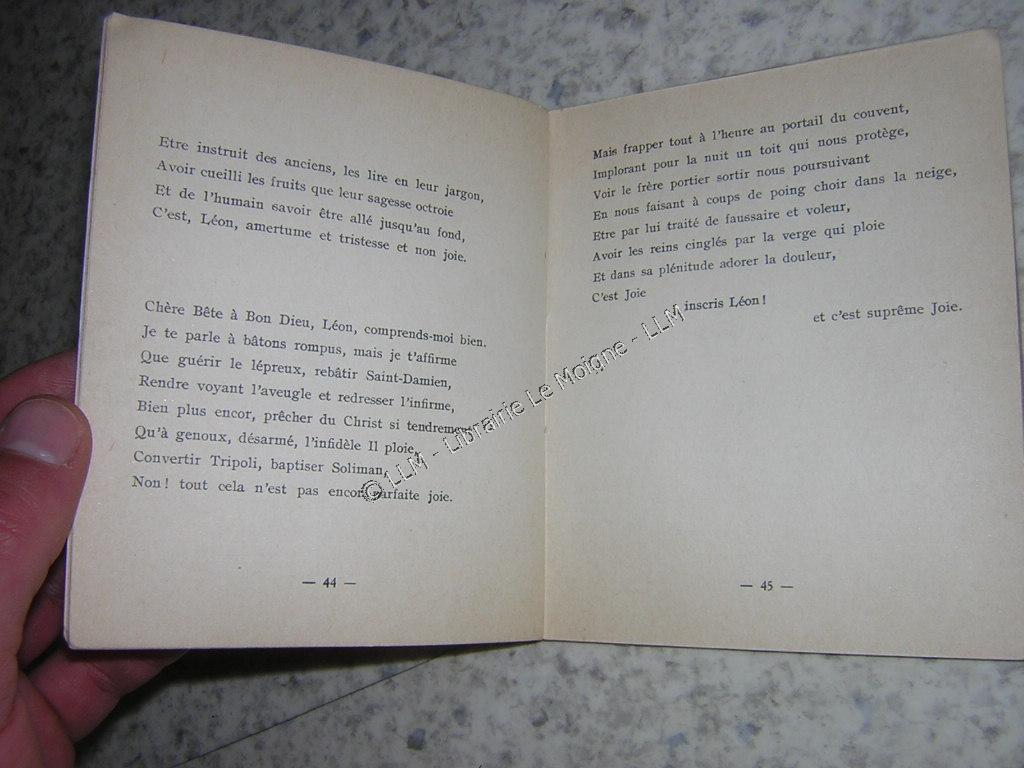 Etre instruit des anciens, les lire en leur jargon,
Avoir cueilli les fruits que leur sagesse octroie
Et de l'humain savoir être allé jusqu'au fond,
C'est, Léon, amertume et tristesse et non joie.
Chère Bête à Bon Dieu, Léon, comprends-moi bien.
Je te parle à bâtons rompus, mais je t'affirme
Que guérir le lépreux, rebâtir Saint-Damien,
Rendre voyant l'aveugle et redresser l'infirme,
Bien plus encor, prêcher du Christ si tendrement
Qu'à genoux, désarmé, l'infidèle Il ploie,
Convertir Tripoli, baptiser Soliman,
Non ! tout cela n'est pas encor parfaite joie.
— 44 —
Mais frapper tout à l'heure au portail du couvent,
Implorant pour la nuit un toit qui nous protège,
Voir le frère portier sortir nous poursuivant
En nous faisant à coups de poing choir dans la neige,
Etre par lui traité de faussaire et voleur,
Avoir les reins cinglés par la verge qui ploie
Et dans sa plénitude adorer la douleur,
C'est Joie
inscris Léon !
et c'est suprême Joie.
— 45 —
© LLM - Librairie Le Moigne - LLM